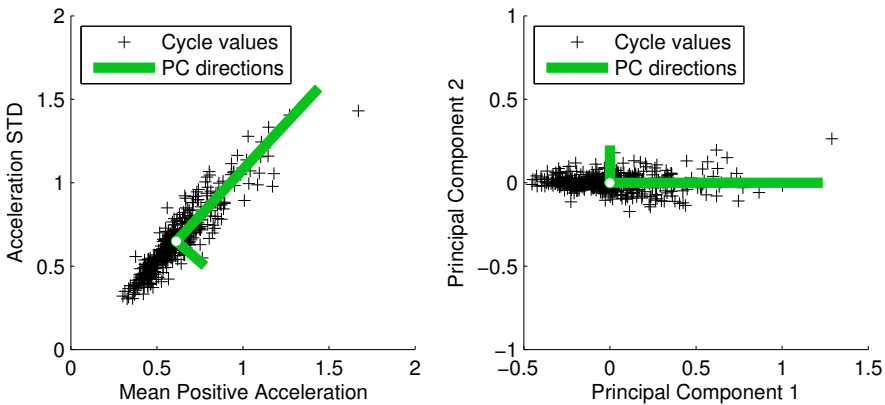 2
1.5
1
0.5
0
0
0.5
1
1.5
2
Acceleration STD
Mean Positive Acceleration
Cycle values
PC directions
1
0.5
0
−0.5
−1
−0.5
0
0.5
1
1.5
Principal Component 2
Principal Component 1
Cycle values
PC directions